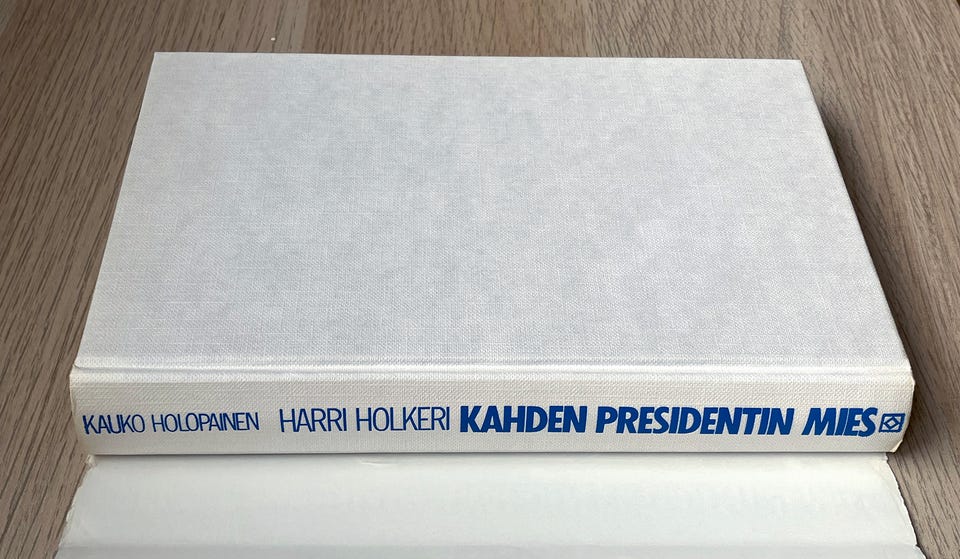 KAUKO HOLOPAINEN HARRI HOLKERI KAHDEN PRESIDENTIN MIES